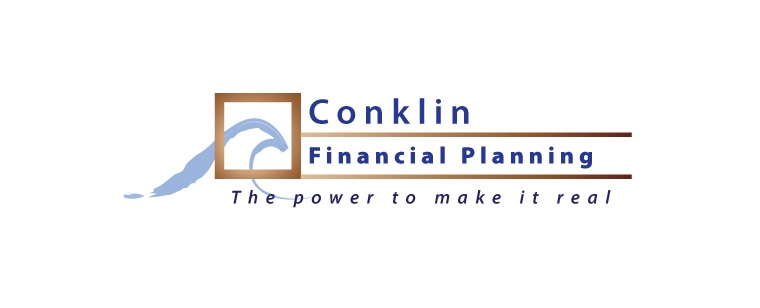 Conklin
Financial Planning
The power to make it real